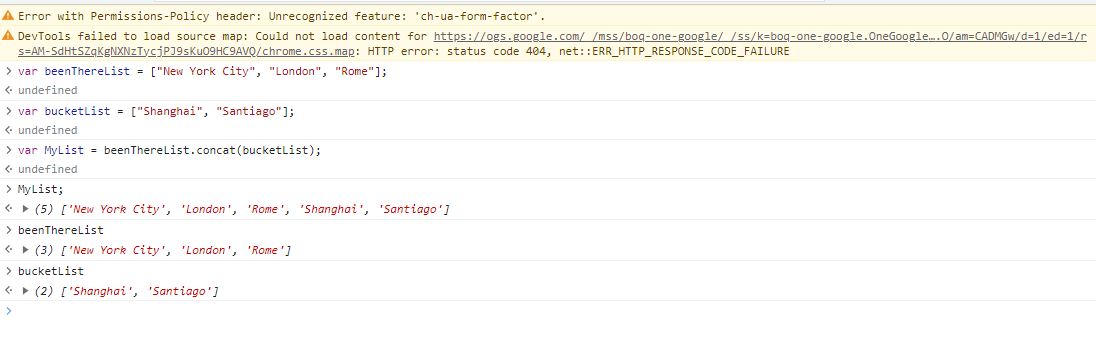 Error with Permissions-Policy header: Unrecognized feature: 'ch-ua-form-factor'.
DevTools failed to load source map: Could not load content for https://ogs.google.com/_/mss/boq-one-google/_/ss/k=boq-one-google.OneGoogle….O/am=CADMGw/d=1/ed=1/r
s=AM-SdHtSZqKgNXNzTycjPJ9sKuO9HC9AVQ/chrome.css.map: HTTP error: status code 404, net::ERR_HTTP_RESPONSE_CODE_FAILURE
> var beenThereList = ["New York City", "London", "Rome"];
undefined
> var bucketList = ["Shanghai", "Santiago"];
undefined
> var MyList = beenThereList.concat(bucketList);
undefined
> MyList;
(5) ['New York City', 'London', 'Rome', 'Shanghai', 'Santiago']
> beenThereList
(3) ['New York City', 'London', 'Rome']
> bucketList
(2) ['Shanghai', 'Santiago']
>